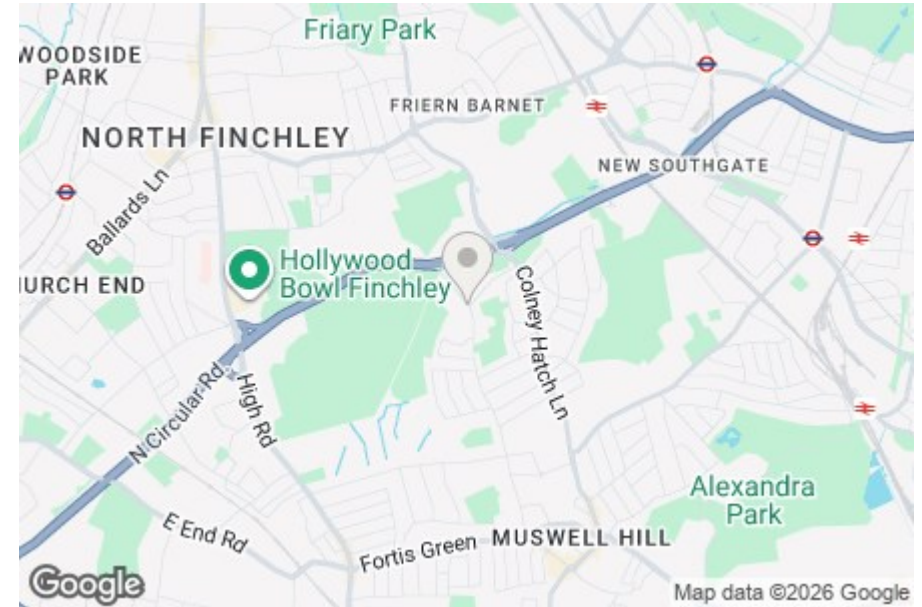 Friary Park
WOODSIDE
PARK
FRIERN BARNET
NORTH FINCHLEY
NEW SOUTHGATE
Ballards Ln
Hollywood
Bowl Finchley
HURCH END
Colney Hatch Ln
N Circular Rd
High Rd
Alexandra
Park
E End Rd
Fortis Green
MUSWELL HILL
Google
Map data ©2026 Google